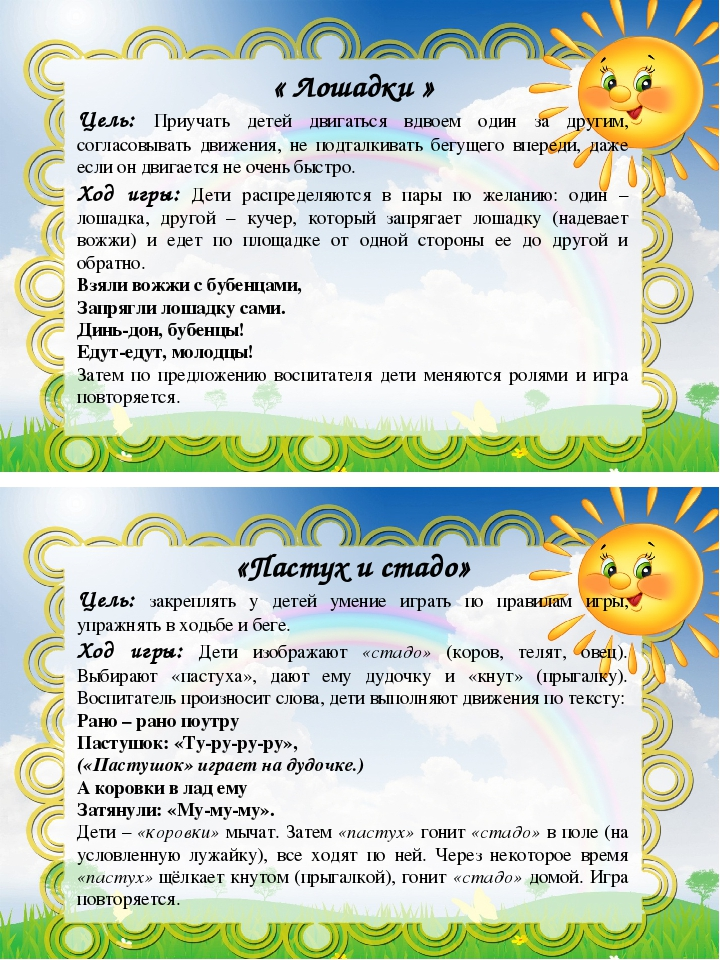 « Лошадки »
Цель: Приучать детей двигаться вдвоем один за другим,
согласовывать движения, не подталкивать бегущего впереди, даже
если он двигается не очень быстро.
Ход игры: Дети распределяются в пары по желанию: один –
лошадка, другой – кучер, который запрягает лошадку (надевает
вожжи) и едет по площадке от одной стороны ее до другой и
обратно.
Взяли вожжи с бубенцами,
Запрягли лошадку сами.
Динь-дон, бубенцы!
Едут-едут, молодцы!
Затем по предложению воспитателя дети меняются ролями и игра
повторяется.
«Пастух и стадо»
Цель: закреплять у детей умение играть по правилам игры,
упражнять в ходьбе и беге.
Ход игры: Дети изображают «стадо» (коров, телят, овец).
Выбирают «пастуха», дают ему дудочку и «кнут» (прыгалку).
Воспитатель произносит слова, дети выполняют движения по тексту:
Рано – рано поутру
Пастушок: «Ту-ру-ру-ру»,
(«Пастушок» играет на дудочке.)
А коровки в лад ему
Затянули: «Му-му-му».
Дети – «коровки» мычат. Затем «пастух» гонит «стадо» в поле (на
условленную лужайку), все ходят по ней. Через некоторое время
«пастух» щёлкает кнутом (прыгалкой), гонит «стадо» домой. Игра
повторяется.